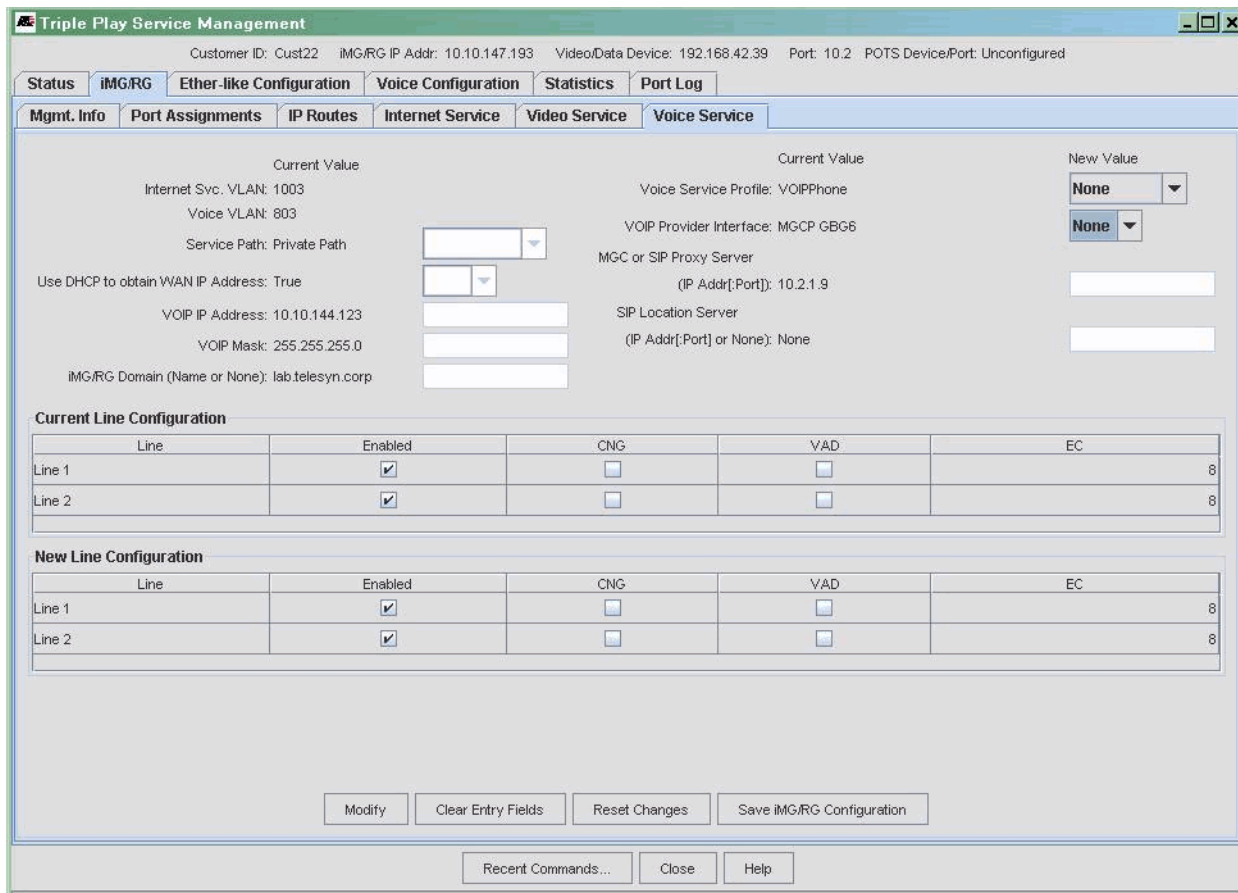 Triple Play Service Management
Customer ID: Cust22 iMG/RG IP Addr: 10.10.147.193 Video/Data Device: 192.168.42.39 Port: 10.2 POTS Device/Port: Unconfigured
Status iMG/RG Ether-like Configuration Voice Configuration Statistics Port Log
Mgmt. Info Port Assignments IP Routes Internet Service Video Service Voice Service
Current Value
Internet Svc. VLAN: 1003
Voice VLAN: 803
Service Path: Private Path
Use DHCP to obtain WAN IP Address: True
VOIP IP Address: 10.10.144.123
VOIP Mask: 255.255.255.0
iMG/RG Domain (Name or None): lab.telesyn.corp
Current Value New Value
Voice Service Profile: VOIPPhone None
VOIP Provider Interface: MGCP GBG6 None
MGC or SIP Proxy Server
(IP Addr[:Port]): 10.2.1.9
SIP Location Server
(IP Addr[:Port] or None): None
Current Line Configuration
Line Enabled CNG VAD EC
Line 1 8
Line 2 8
New Line Configuration
Line Enabled CNG VAD EC
Line 1 8
Line 2 8
Modify Clear Entry Fields Reset Changes Save iMG/RG Configuration
Recent Commands... Close Help